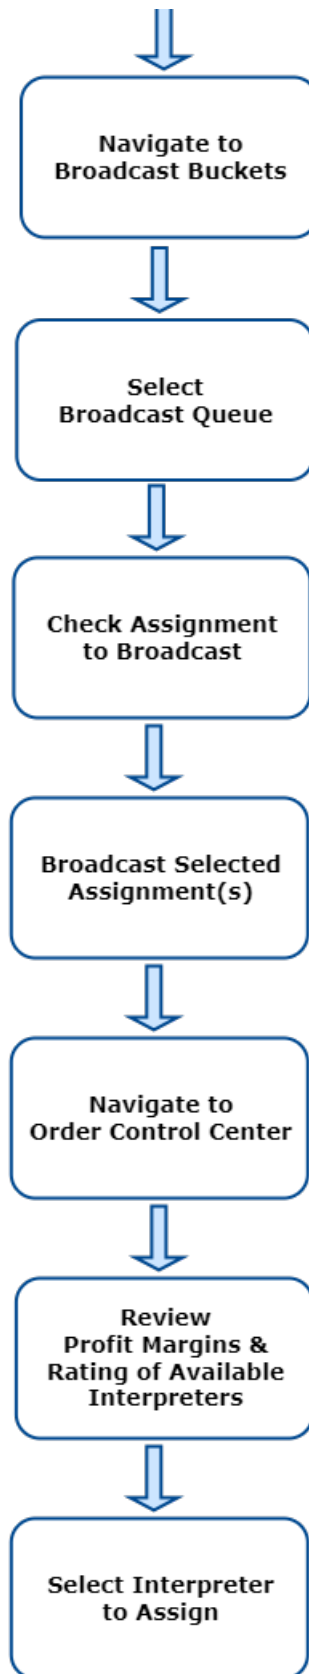 Navigate to
Broadcast Buckets
Select
Broadcast Queue
Check Assignment
to Broadcast
Broadcast Selected
Assignment(s)
Navigate to
Order Control Center
Review
Profit Margins &
Rating of Available
Interpreters
Select Interpreter
to Assign